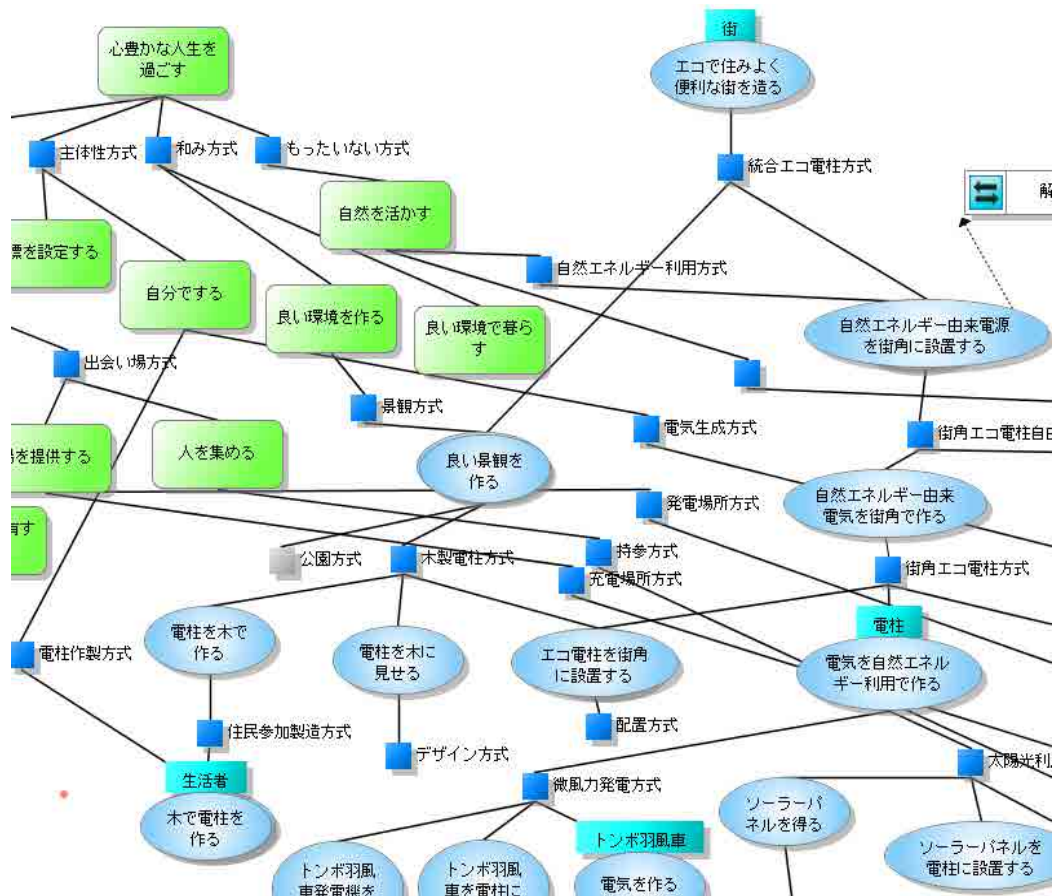 街
心豊かな人生を
過ごす
エコで住みよく
便利な街を造る
主体性方式
和み方式
もったいない方式
統合エコ電柱方式
解
自然を活かす
標を設定する
自分でする
良い環境を作る
良い環境で暮ら
す
自然エネルギー利用方式
自然エネルギー由来電源
を街角に設置する
出会い場方式
景観方式
電気生成方式
街角エコ電柱自由
を提供する
人を集める
良い景観を
作る
自然エネルギー由来
電気を街角で作る
発電場所方式
有す
公園方式
木製電柱方式
持参方式
充電場所方式
街角エコ電柱方式
電柱
電柱を木で
作る
電柱を木に
見せる
エコ電柱を街角
に設置する
電気を自然エネル
ギー利用で作る
電柱作製方式
住民参加製造方式
デザイン方式
配置方式
太陽光利
生活者
木で電柱を
作る
微風力発電方式
ソーラーパ
ネルを得る
トンボ羽風車
ソーラーパネルを
電柱に設置する
トンボ羽風
車発電機を
トンボ羽風
車を電柱に
電気を作る